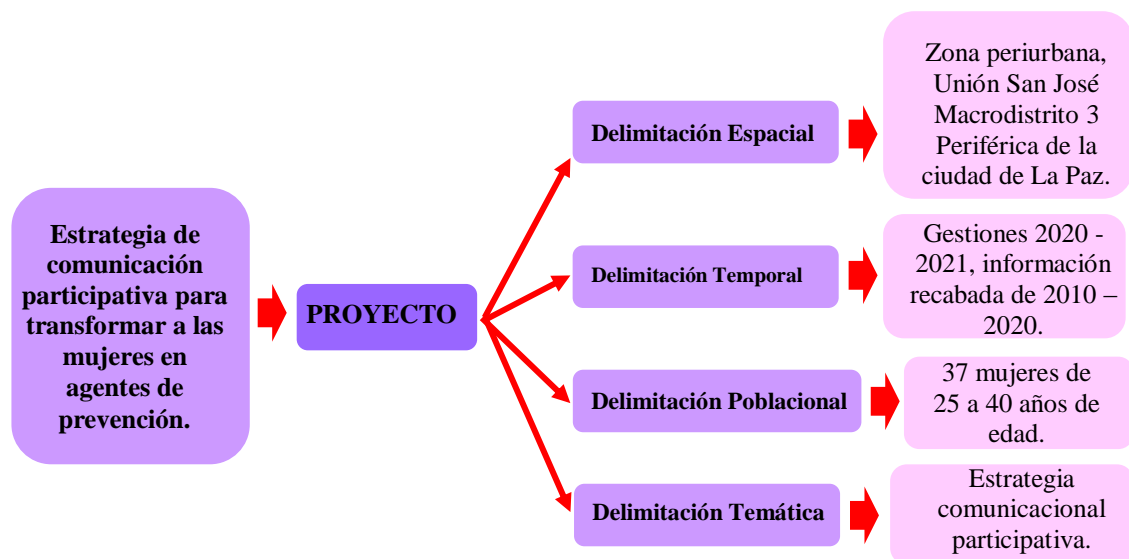 Estrategia de
comunicación
participativa para
transformar a las
mujeres en
agentes de
prevención.
PROYECTO
Delimitación Espacial
Zona periurbana,
Unión San José
Macrodistrito 3
Periférica de la
ciudad de La Paz.
Delimitación Temporal
Gestiones 2020 -
2021, información
recabada de 2010 –
2020.
Delimitación Poblacional
37 mujeres de
25 a 40 años de
edad.
Delimitación Temática
Estrategia
comunicacional
participativa.